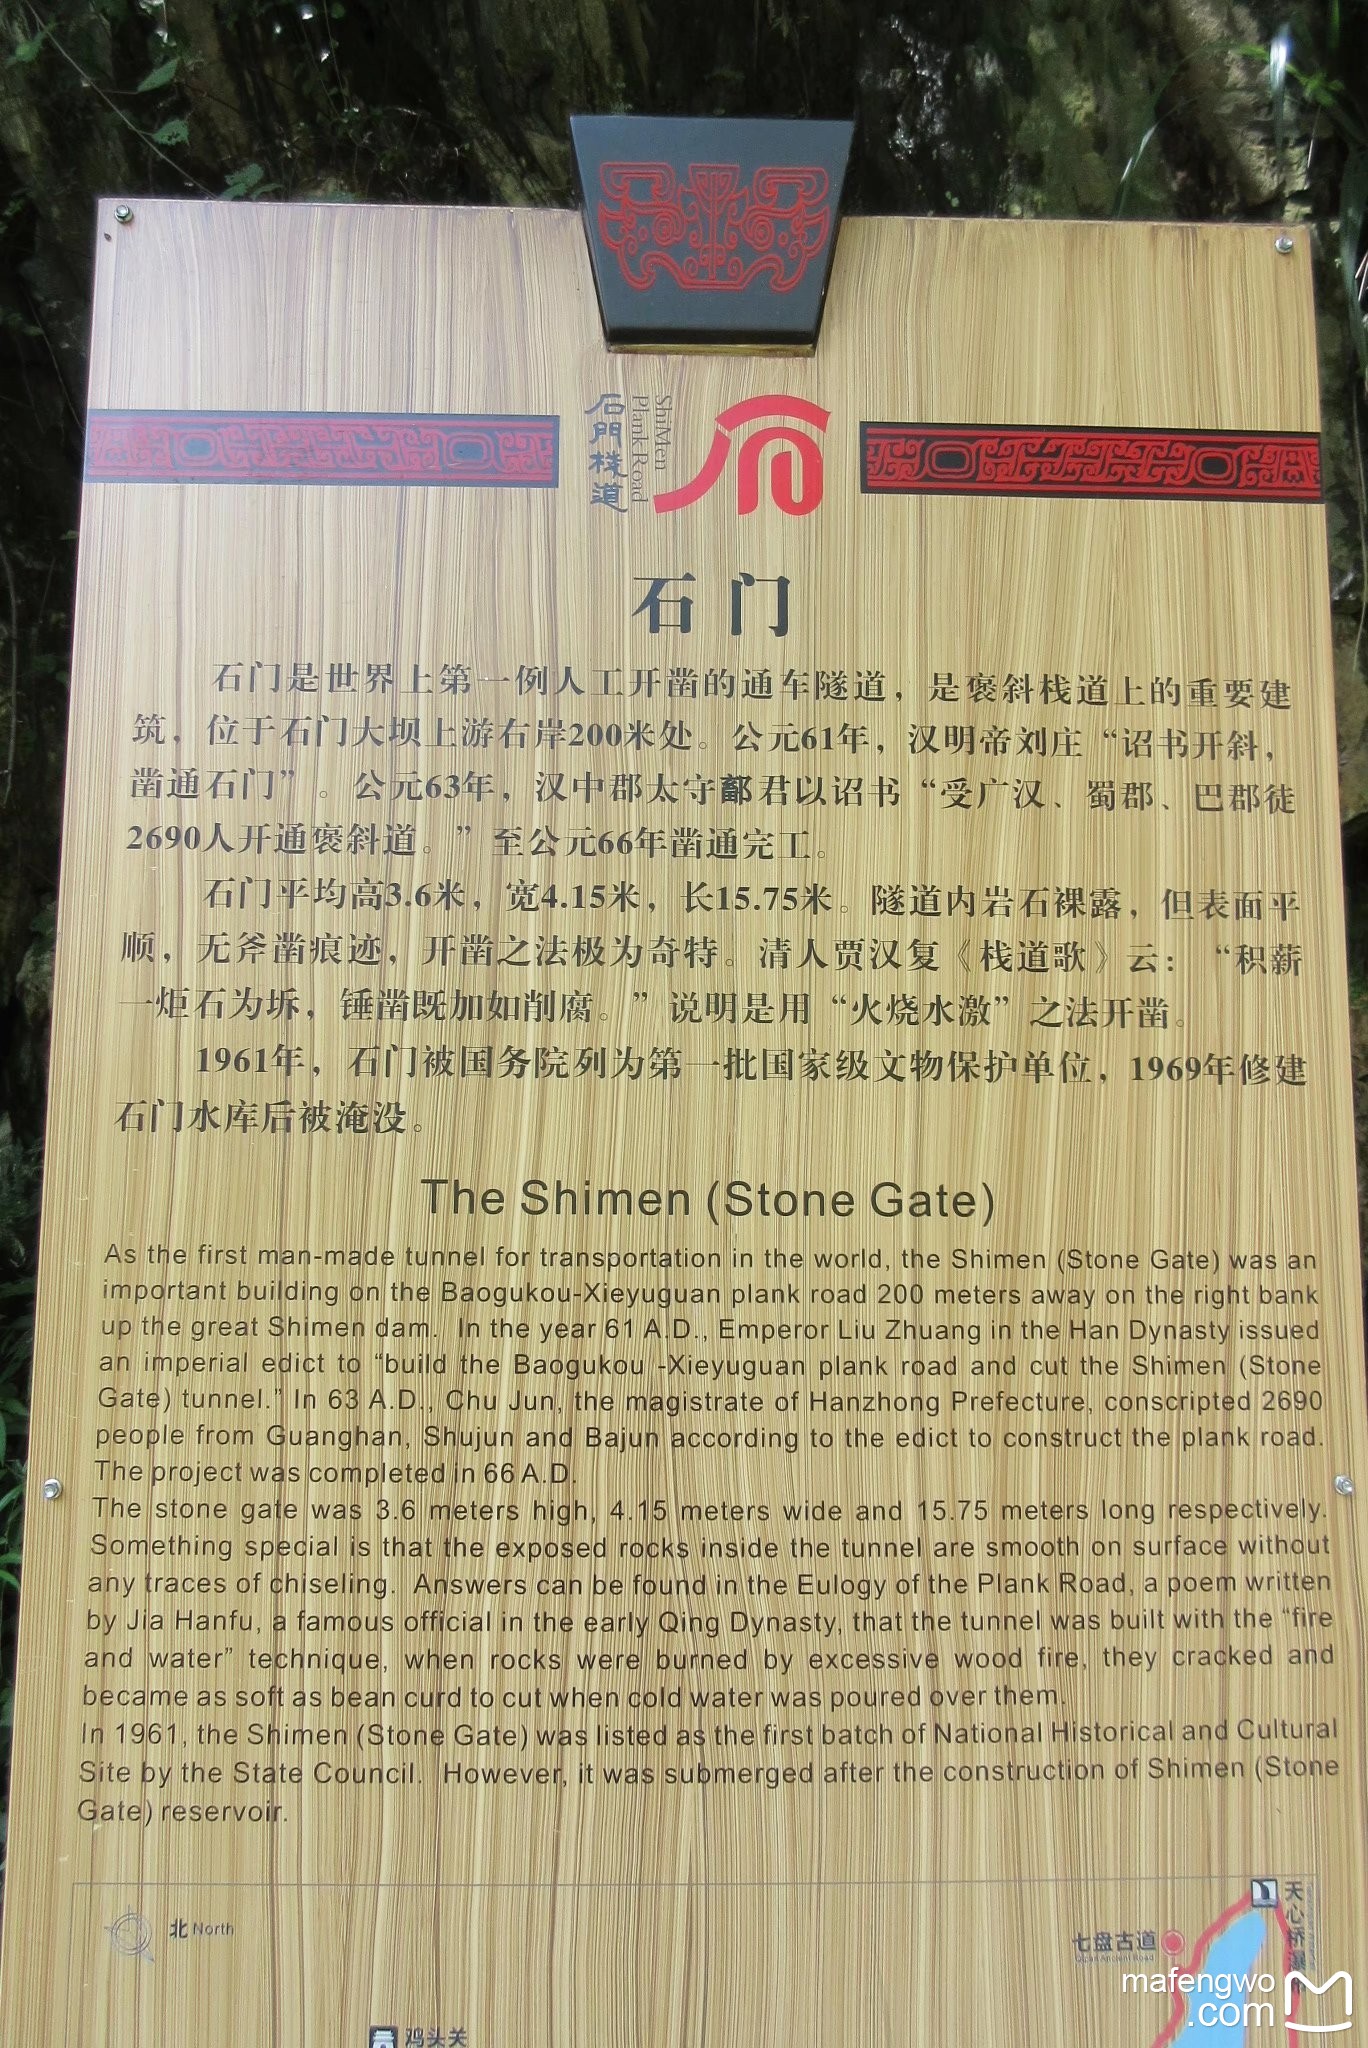 石門棧道
ShiMen
Plank Road
石门
石门是世界上第一例人工开凿的通车隧道，是褒斜栈道上的重要建
筑，位于石门大坝上游右岸200米处。公元61年，汉明帝刘庄“诏书开斜，
凿通石门”。公元63年，汉中郡太守鄐君以诏书“受广汉、蜀郡、巴郡徒
2690人开通褒斜道。”至公元66年凿通完工。
石门平均高3.6米，宽4.15米，长15.75米。隧道内岩石裸露，但表面平
顺，无斧凿痕迹，开凿之法极为奇特。清人贾汉复《栈道歌》云：“积薪
一炬石为坼，锤凿既加如削腐。”说明是用“火烧水激”之法开凿。
1961年，石门被国务院列为第一批国家级文物保护单位，1969年修建
石门水库后被淹没。
The Shimen (Stone Gate)
As the first man-made tunnel for transportation in the world, the Shimen (Stone Gate) was an
important building on the Baogukou-Xieyuguan plank road 200 meters away on the right bank
up the great Shimen dam. In the year 61 A.D., Emperor Liu Zhuang in the Han Dynasty issued
an imperial edict to “build the Baogukou -Xieyuguan plank road and cut the Shimen (Stone
Gate) tunnel.” In 63 A.D., Chu Jun, the magistrate of Hanzhong Prefecture, conscripted 2690
people from Guanghan, Shujun and Bajun according to the edict to construct the plank road.
The project was completed in 66 A.D.
The stone gate was 3.6 meters high, 4.15 meters wide and 15.75 meters long respectively.
Something special is that the exposed rocks inside the tunnel are smooth on surface without
any traces of chiseling. Answers can be found in the Eulogy of the Plank Road, a poem written
by Jia Hanfu, a famous official in the early Qing Dynasty, that the tunnel was built with the “fire
and water” technique, when rocks were burned by excessive wood fire, they cracked and
became as soft as bean curd to cut when cold water was poured over them.
In 1961, the Shimen (Stone Gate) was listed as the first batch of National Historical and Cultural
Site by the State Council. However, it was submerged after the construction of Shimen (Stone
Gate) reservoir.
北 North
天心桥瀑
七盘古道
Qipan Ancient Road
鸡头关
mafengwo
.com